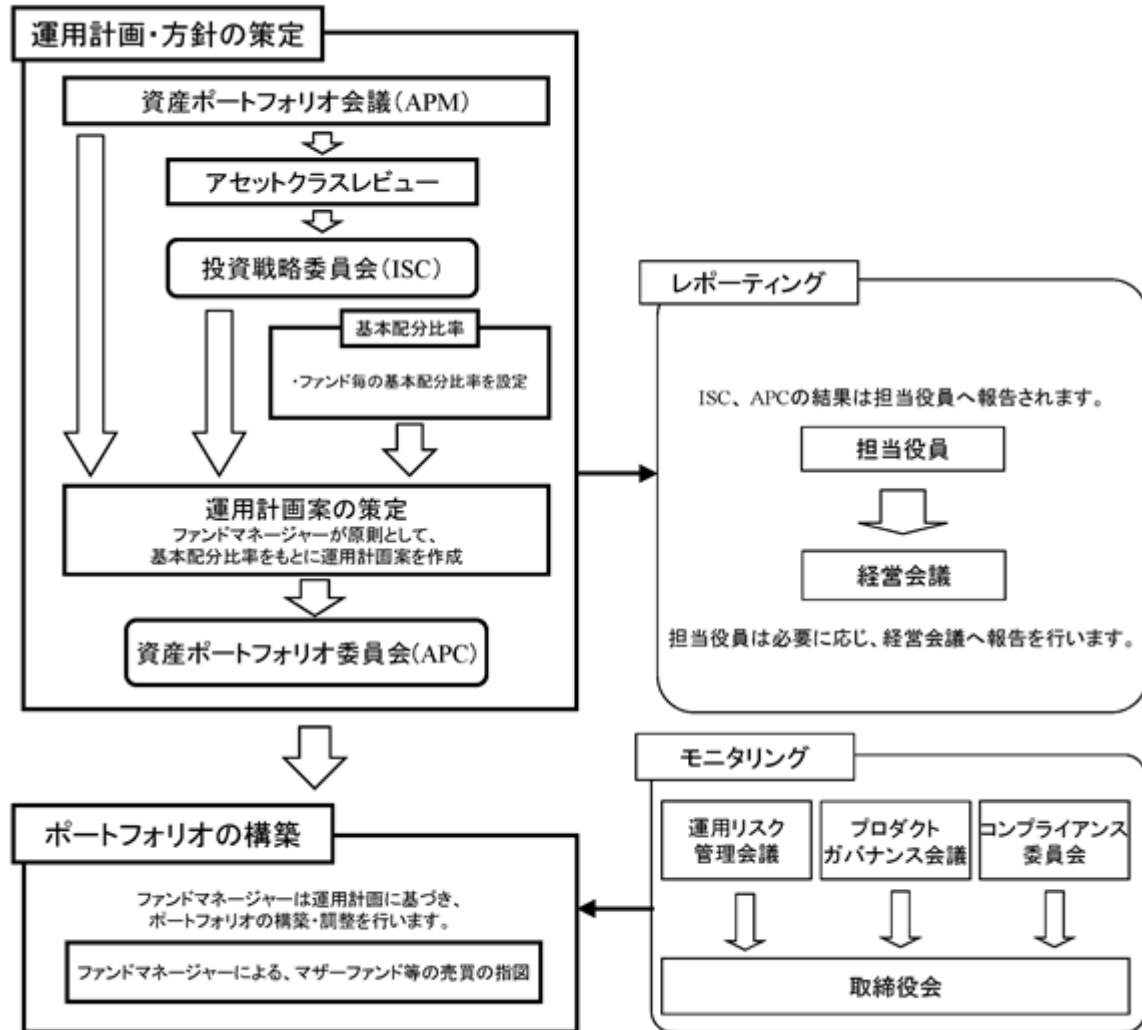 運用計画・方針の策定
資産ポートフォリオ会議(APM)
アセットクラスレビュー
投資戦略委員会(ISC)
基本配分比率
・ファンド毎の基本配分比率を設定
運用計画案の策定
ファンドマネージャーが原則として、
基本配分比率をもとに運用計画案を作成
資産ポートフォリオ委員会(APC)
レポーティング
ISC、APCの結果は担当役員へ報告されます。
担当役員
経営会議
担当役員は必要に応じ、経営会議へ報告を行います。
ポートフォリオの構築
ファンドマネージャーは運用計画に基づき、
ポートフォリオの構築・調整を行います。
ファンドマネージャーによる、マザーファンド等の売買の指図
モニタリング
運用リスク
管理会議
プロダクト
ガバナンス会議
コンプライアンス
委員会
取締役会